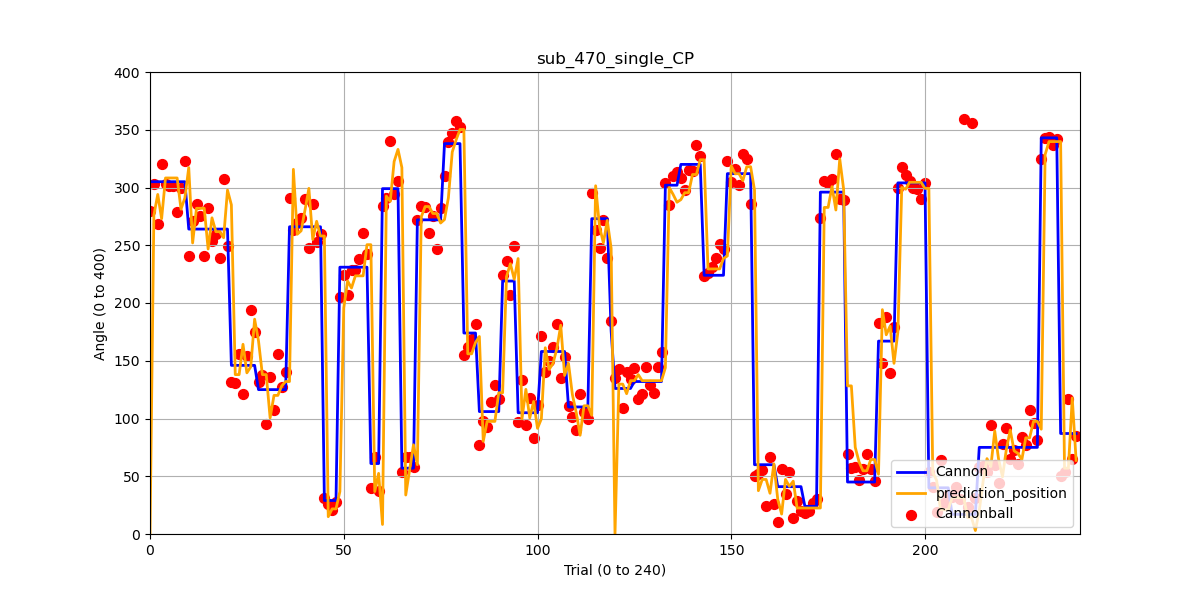 sub_470_single_CP
Angle (0 to 400)
400
350
300
250
200
150
100
50
0
0 50 100 150 200
Trial (0 to 240)
Cannon
prediction_position
Cannonball